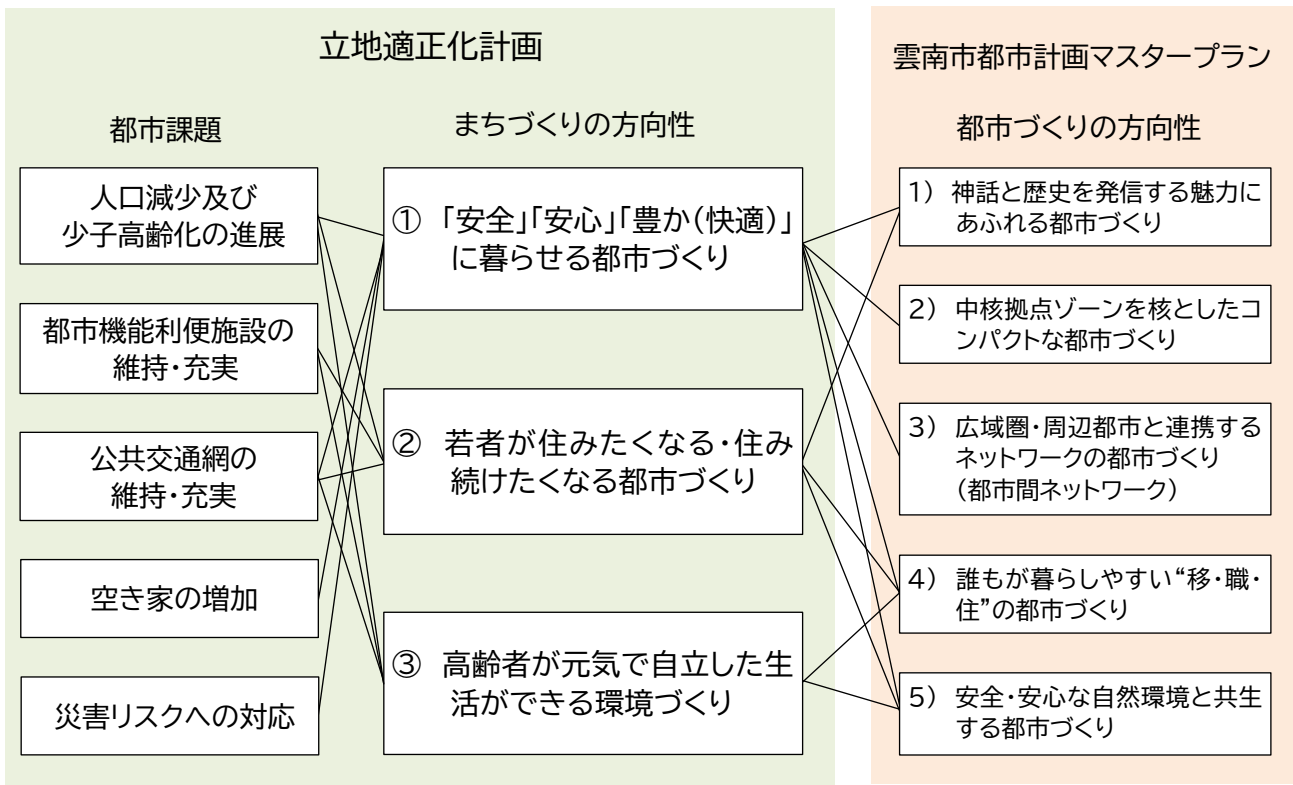 立地適正化計画
都市課題
人口減少及び
少子高齢化の進展
都市機能利便施設の
維持・充実
公共交通網の
維持・充実
空き家の増加
災害リスクへの対応
まちづくりの方向性
① 「安全」「安心」「豊か(快適)」
に暮らせる都市づくり
② 若者が住みたくなる・住み
続けたくなる都市づくり
③ 高齢者が元気で自立した生
活ができる環境づくり
雲南市都市計画マスタープラン
都市づくりの方向性
1) 神話と歴史を発信する魅力に
あふれる都市づくり
2) 中核拠点ゾーンを核としたコ
ンパクトな都市づくり
3) 広域圏・周辺都市と連携する
ネットワークの都市づくり
(都市間ネットワーク)
4) 誰もが暮らしやすい“移・職・
住”の都市づくり
5) 安全・安心な自然環境と共生
する都市づくり